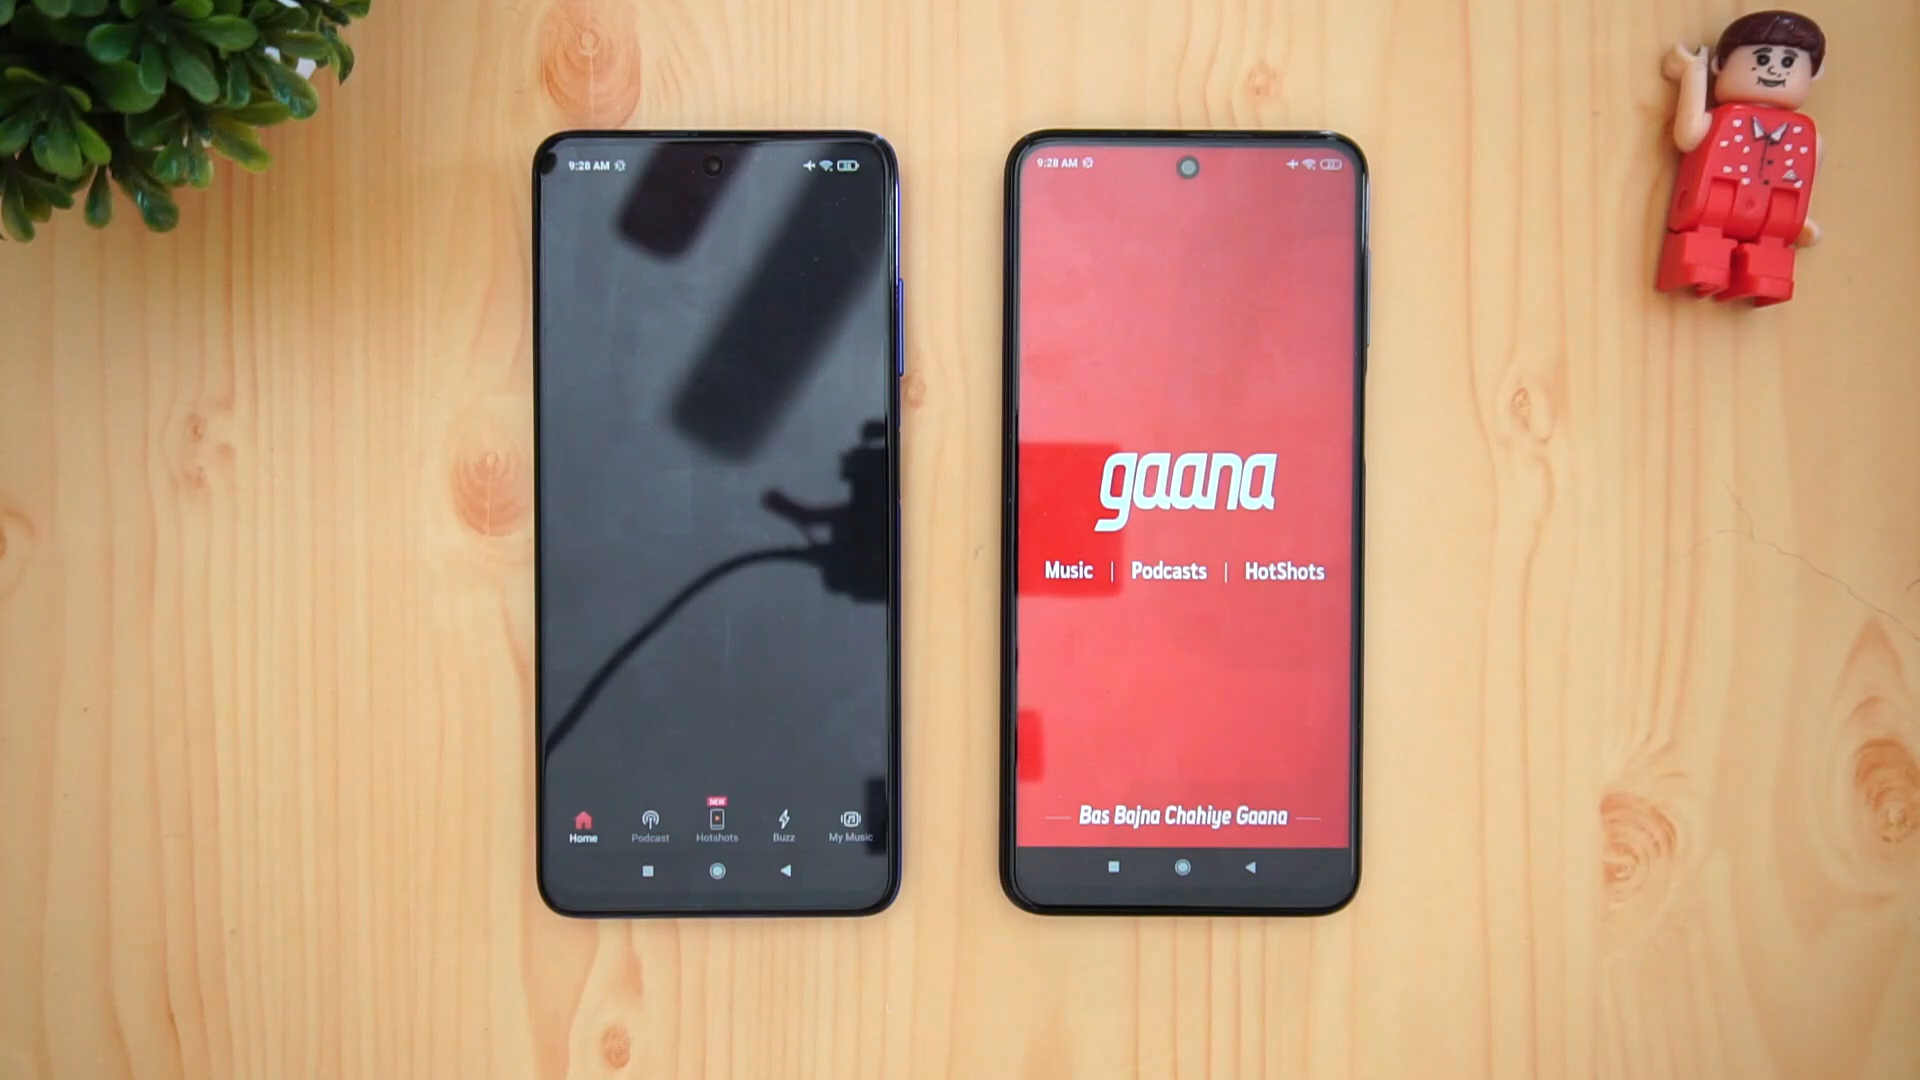 9:28 AM
NEW
Home
Podcast
Hotshots
Buzz
My Music
9:28 AM
gaana
Music | Podcasts | HotShots
Bas Bajna Chahiye Gaana